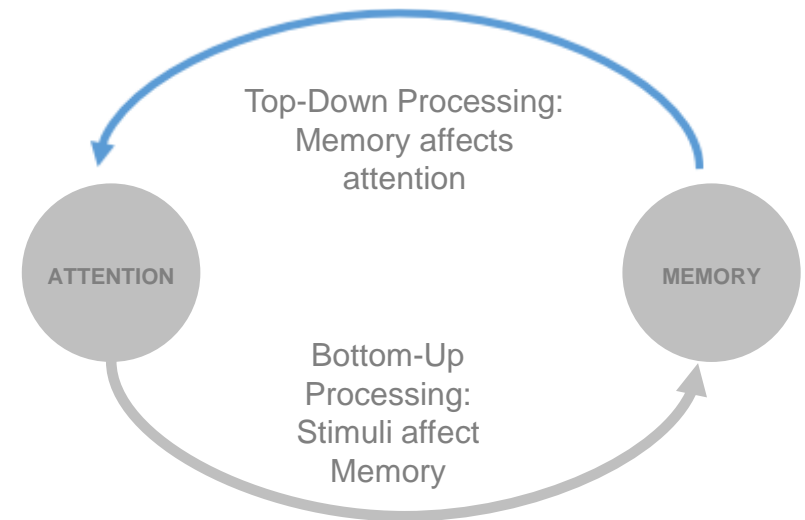 Top-Down Processing:
Memory affects
attention
ATTENTION
MEMORY
Bottom-Up
Processing:
Stimuli affect
Memory